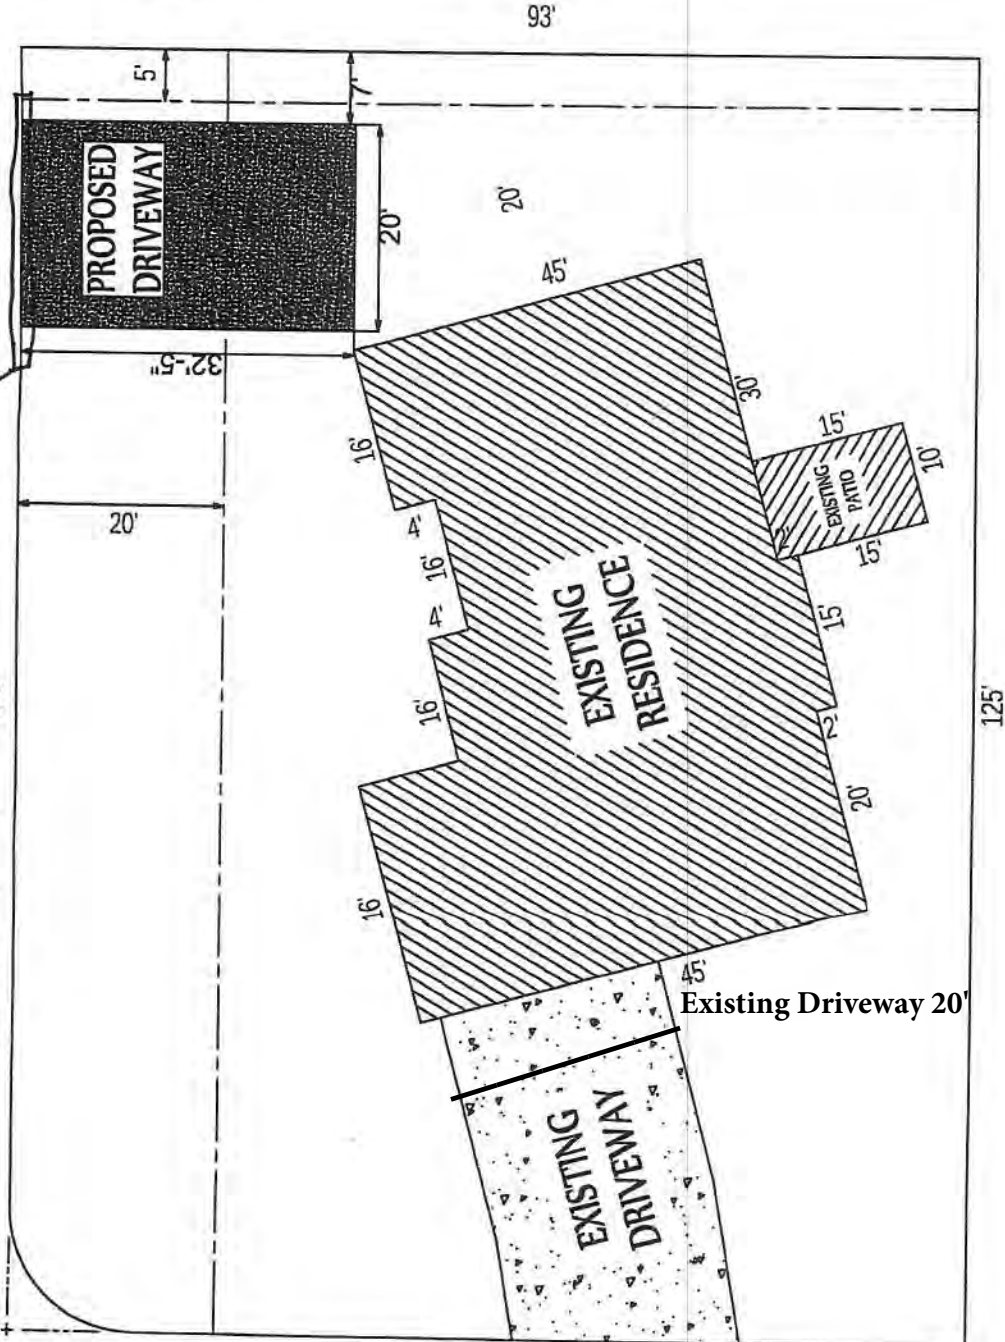 93'
5'
7'
PROPOSED
DRIVEWAY
20'
20'
45'
32'-5"
30'
16'
15'
10'
EXISTING
PATIO
20'
4'
2'
16'
15'
EXISTING
RESIDENCE
4'
15'
16'
2'
125'
20'
16'
45'
Existing Driveway 20'
EXISTING
DRIVEWAY